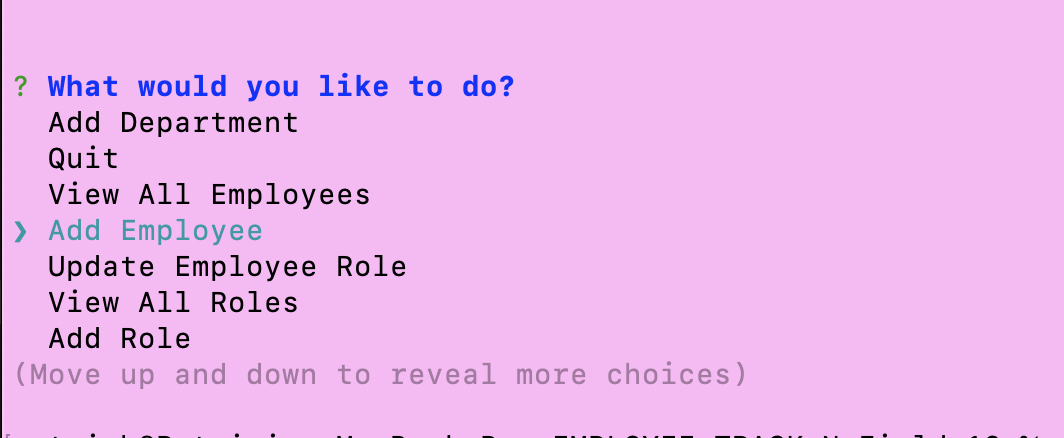 ? What would you like to do?
Add Department
Quit
View All Employees
❯ Add Employee
Update Employee Role
View All Roles
Add Role
(Move up and down to reveal more choices)